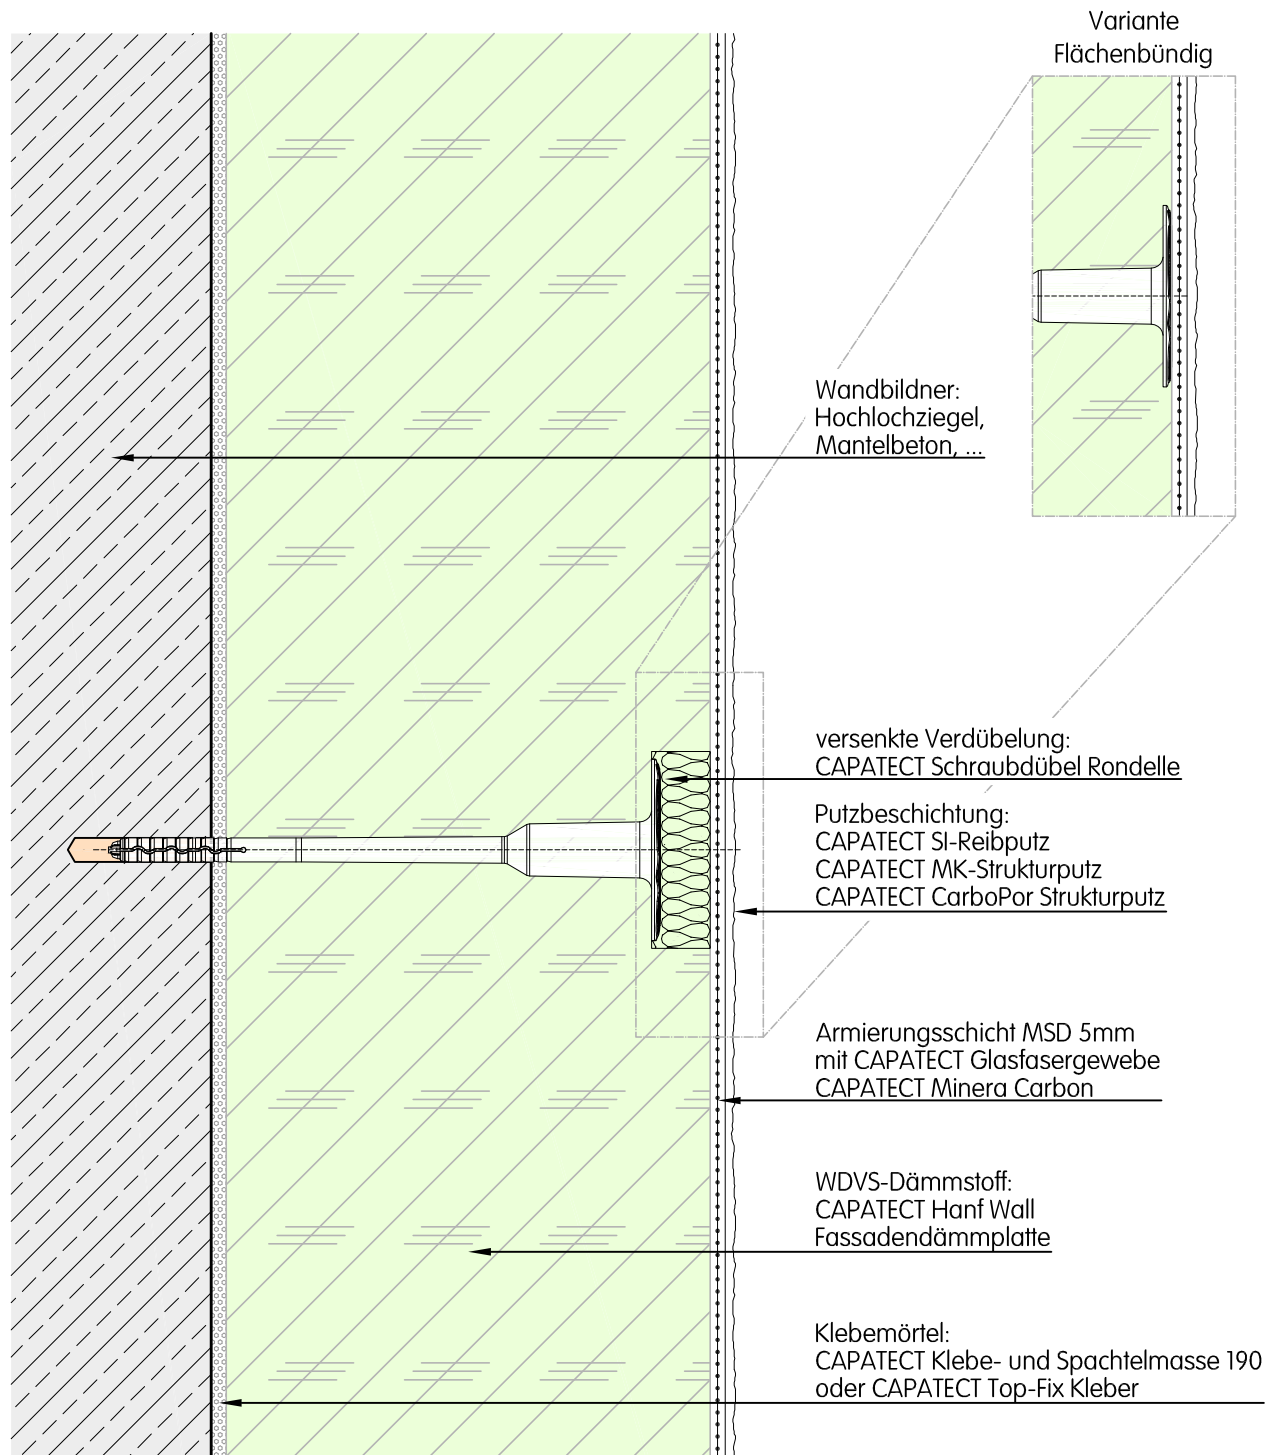 Variante
Flächenbündig
Wandbildner:
Hochlochziegel,
Mantelbeton, ...
versenkte Verdübelung:
CAPATECT Schraubdübel Rondelle
Putzbeschichtung:
CAPATECT SI-Reibputz
CAPATECT MK-Strukturputz
CAPATECT CarboPor Strukturputz
Armierungsschicht MSD 5mm
mit CAPATECT Glasfasergewebe
CAPATECT Minera Carbon
WDVS-Dämmstoff:
CAPATECT Hanf Wall
Fassadendämmplatte
Klebemörtel:
CAPATECT Klebe- und Spachtelmasse 190
oder CAPATECT Top-Fix Kleber